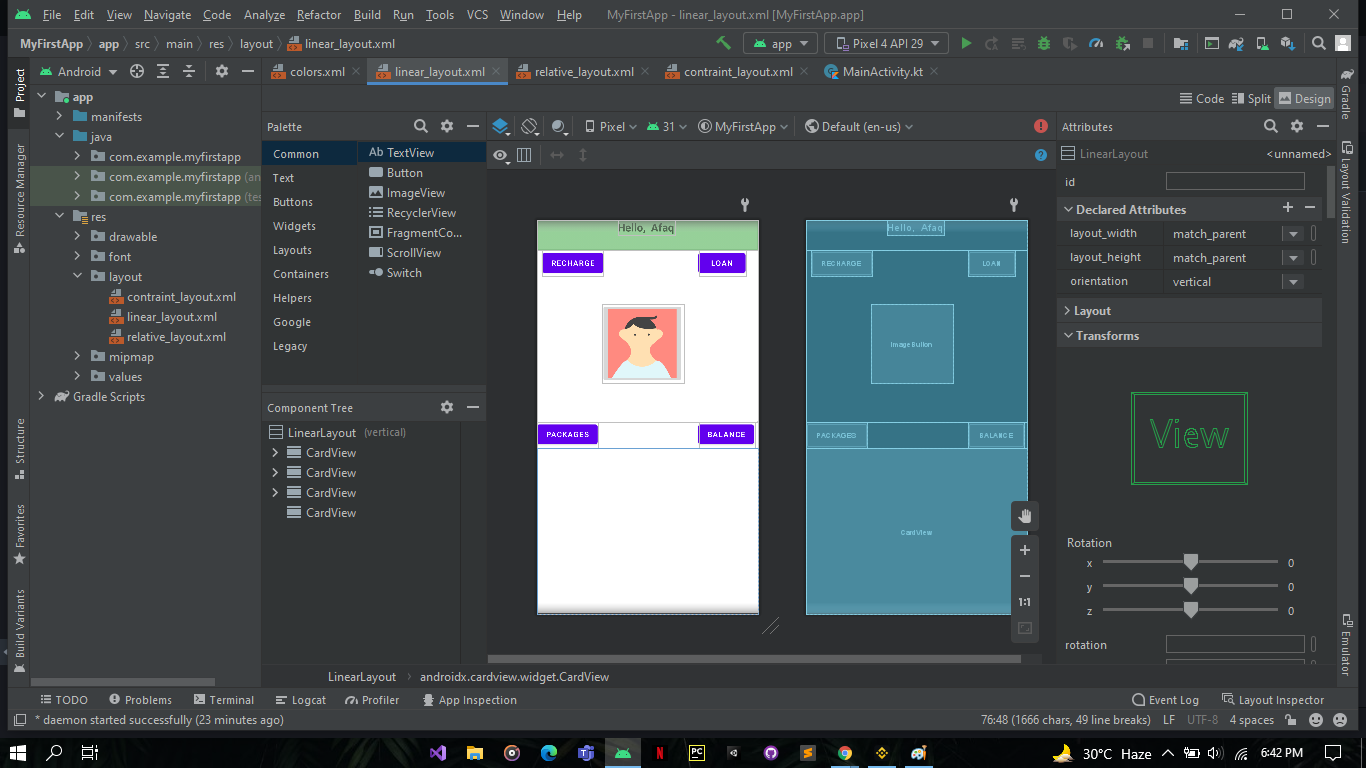 File Edit View Navigate Code Analyze Refactor Build Run Tools VCS Window Help MyFirstApp - linear_layout.xml [MyFirstApp.app]
MyFirstApp app src main res layout linear_layout.xml app Pixel 4 API 29
Project
Resource Manager
Structure
Favorites
Build Variants
Android
app
manifests
java
com.example.myfirstapp
com.example.myfirstapp (an
com.example.myfirstapp (tes
res
drawable
font
layout
contraint_layout.xml
linear_layout.xml
relative_layout.xml
mipmap
values
Gradle Scripts
colors.xml linear_layout.xml relative_layout.xml contraint_layout.xml MainActivity.kt
Code Split Design
Palette
Common
Text
Buttons
Widgets
Layouts
Containers
Helpers
Google
Legacy
Ab TextView
Button
ImageView
RecyclerView
FragmentCo...
ScrollView
Switch
Component Tree
LinearLayout (vertical)
CardView
CardView
CardView
CardView
Pixel 31 MyFirstApp Default (en-us)
Hello, Afaq
RECHARGE LOAN
PACKAGES BALANCE
Hello, Afaq
RECHARGE LOAN
ImageButton
PACKAGES BALANCE
CardView
1:1
Attributes
LinearLayout <unnamed>
id
Declared Attributes
layout_width match_parent
layout_height match_parent
orientation vertical
Layout
Transforms
View
Rotation
x 0
y 0
z 0
rotation
Gradle
Layout Validation
Emulator
LinearLayout androidx.cardview.widget.CardView
TODO Problems Terminal Logcat Profiler App Inspection Event Log Layout Inspector
* daemon started successfully (23 minutes ago) 76:48 (1666 chars, 49 line breaks) LF UTF-8 4 spaces
30°C Haze 6:42 PM